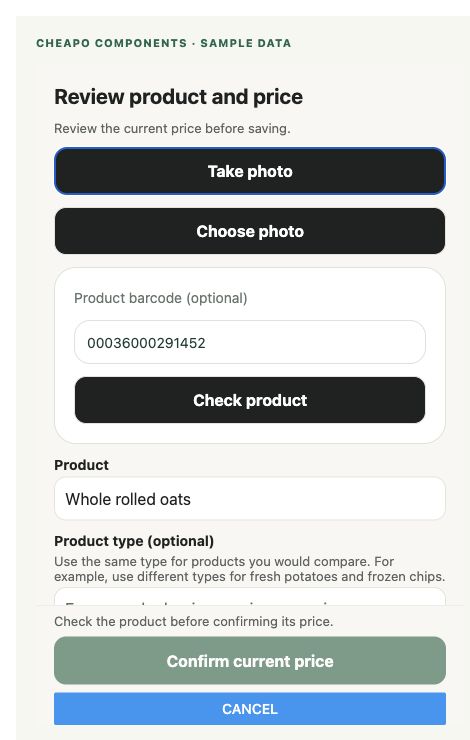 CHEAPO COMPONENTS · SAMPLE DATA
Review product and price
Review the current price before saving.
Take photo
Choose photo
Product barcode (optional)
00036000291452
Check product
Product
Whole rolled oats
Product type (optional)
Use the same type for products you would compare. For
example, use different types for fresh potatoes and frozen chips.
Check the product before confirming its price.
Confirm current price
CANCEL